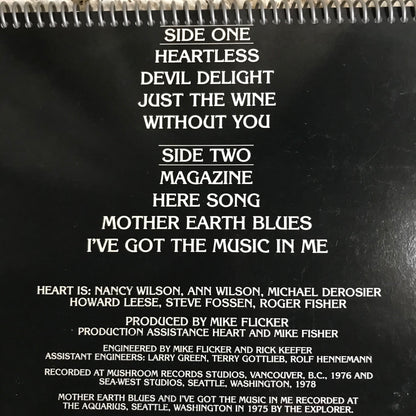 SIDE ONE
HEARTLESS
DEVIL DELIGHT
JUST THE WINE
WITHOUT YOU
SIDE TWO
MAGAZINE
HERE SONG
MOTHER EARTH BLUES
I'VE GOT THE MUSIC IN ME
HEART IS: NANCY WILSON, ANN WILSON, MICHAEL DEROSIER
HOWARD LEESE, STEVE FOSSEN, ROGER FISHER
PRODUCED BY MIKE FLICKER
PRODUCTION ASSISTANCE HEART AND MIKE FISHER
ENGINEERED BY MIKE FLICKER AND RICK KEEFER
ASSISTANT ENGINEERS: LARRY GREEN, TERRY GOTTLIEB, ROLF HENNEMANN
RECORDED AT MUSHROOM RECORDS STUDIOS, VANCOUVER, B.C., 1976 AND
SEA-WEST STUDIOS, SEATTLE, WASHINGTON, 1978
MOTHER EARTH BLUES AND I'VE GOT THE MUSIC IN ME RECORDED AT
THE AQUARIUS, SEATTLE, WASHINGTON IN 1975 BY THE EXPLORER.